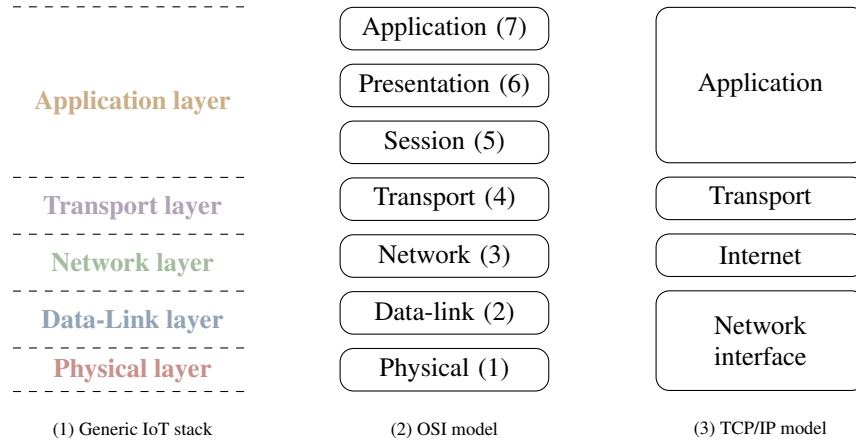 Application layer
Transport layer
Network layer
Data-Link layer
Physical layer
(1) Generic IoT stack
Application (7)
Presentation (6)
Session (5)
Transport (4)
Network (3)
Data-link (2)
Physical (1)
(2) OSI model
Application
Transport
Internet
Network
interface
(3) TCP/IP model